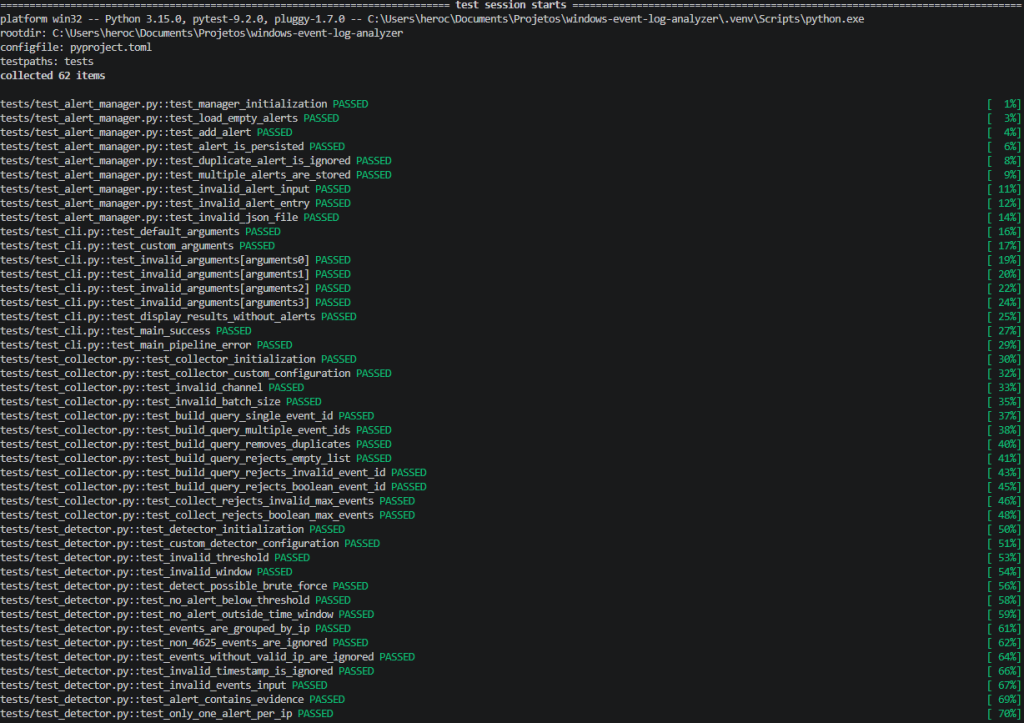 ============================= test session starts =============================
platform win32 -- Python 3.15.0, pytest-9.2.0, pluggy-1.7.0 -- C:\Users\heroc\Documents\Projetos\windows-event-log-analyzer\.venv\Scripts\python.exe
rootdir: C:\Users\heroc\Documents\Projetos\windows-event-log-analyzer
configfile: pyproject.toml
testpaths: tests
collected 62 items
tests/test_alert_manager.py::test_manager_initialization PASSED [  1%]
tests/test_alert_manager.py::test_load_empty_alerts PASSED [  3%]
tests/test_alert_manager.py::test_add_alert PASSED [  4%]
tests/test_alert_manager.py::test_alert_is_persisted PASSED [  6%]
tests/test_alert_manager.py::test_duplicate_alert_is_ignored PASSED [  8%]
tests/test_alert_manager.py::test_multiple_alerts_are_stored PASSED [  9%]
tests/test_alert_manager.py::test_invalid_alert_input PASSED [ 11%]
tests/test_alert_manager.py::test_invalid_alert_entry PASSED [ 12%]
tests/test_alert_manager.py::test_invalid_json_file PASSED [ 14%]
tests/test_cli.py::test_default_arguments PASSED [ 16%]
tests/test_cli.py::test_custom_arguments PASSED [ 17%]
tests/test_cli.py::test_invalid_arguments[arguments0] PASSED [ 19%]
tests/test_cli.py::test_invalid_arguments[arguments1] PASSED [ 20%]
tests/test_cli.py::test_invalid_arguments[arguments2] PASSED [ 22%]
tests/test_cli.py::test_invalid_arguments[arguments3] PASSED [ 24%]
tests/test_cli.py::test_display_results_without_alerts PASSED [ 25%]
tests/test_cli.py::test_main_success PASSED [ 27%]
tests/test_cli.py::test_main_pipeline_error PASSED [ 29%]
tests/test_collector.py::test_collector_initialization PASSED [ 30%]
tests/test_collector.py::test_collector_custom_configuration PASSED [ 32%]
tests/test_collector.py::test_invalid_channel PASSED [ 33%]
tests/test_collector.py::test_invalid_batch_size PASSED [ 35%]
tests/test_collector.py::test_build_query_single_event_id PASSED [ 37%]
tests/test_collector.py::test_build_query_multiple_event_ids PASSED [ 38%]
tests/test_collector.py::test_build_query_removes_duplicates PASSED [ 40%]
tests/test_collector.py::test_build_query_rejects_empty_list PASSED [ 41%]
tests/test_collector.py::test_build_query_rejects_invalid_event_id PASSED [ 43%]
tests/test_collector.py::test_build_query_rejects_boolean_event_id PASSED [ 45%]
tests/test_collector.py::test_collect_rejects_invalid_max_events PASSED [ 46%]
tests/test_collector.py::test_collect_rejects_boolean_max_events PASSED [ 48%]
tests/test_detector.py::test_detector_initialization PASSED [ 50%]
tests/test_detector.py::test_custom_detector_configuration PASSED [ 51%]
tests/test_detector.py::test_invalid_threshold PASSED [ 53%]
tests/test_detector.py::test_invalid_window PASSED [ 54%]
tests/test_detector.py::test_detect_possible_brute_force PASSED [ 56%]
tests/test_detector.py::test_no_alert_below_threshold PASSED [ 58%]
tests/test_detector.py::test_no_alert_outside_time_window PASSED [ 59%]
tests/test_detector.py::test_events_are_grouped_by_ip PASSED [ 61%]
tests/test_detector.py::test_non_4625_events_are_ignored PASSED [ 62%]
tests/test_detector.py::test_events_without_valid_ip_are_ignored PASSED [ 64%]
tests/test_detector.py::test_invalid_timestamp_is_ignored PASSED [ 66%]
tests/test_detector.py::test_invalid_events_input PASSED [ 67%]
tests/test_detector.py::test_alert_contains_evidence PASSED [ 69%]
tests/test_detector.py::test_only_one_alert_per_ip PASSED [ 70%]